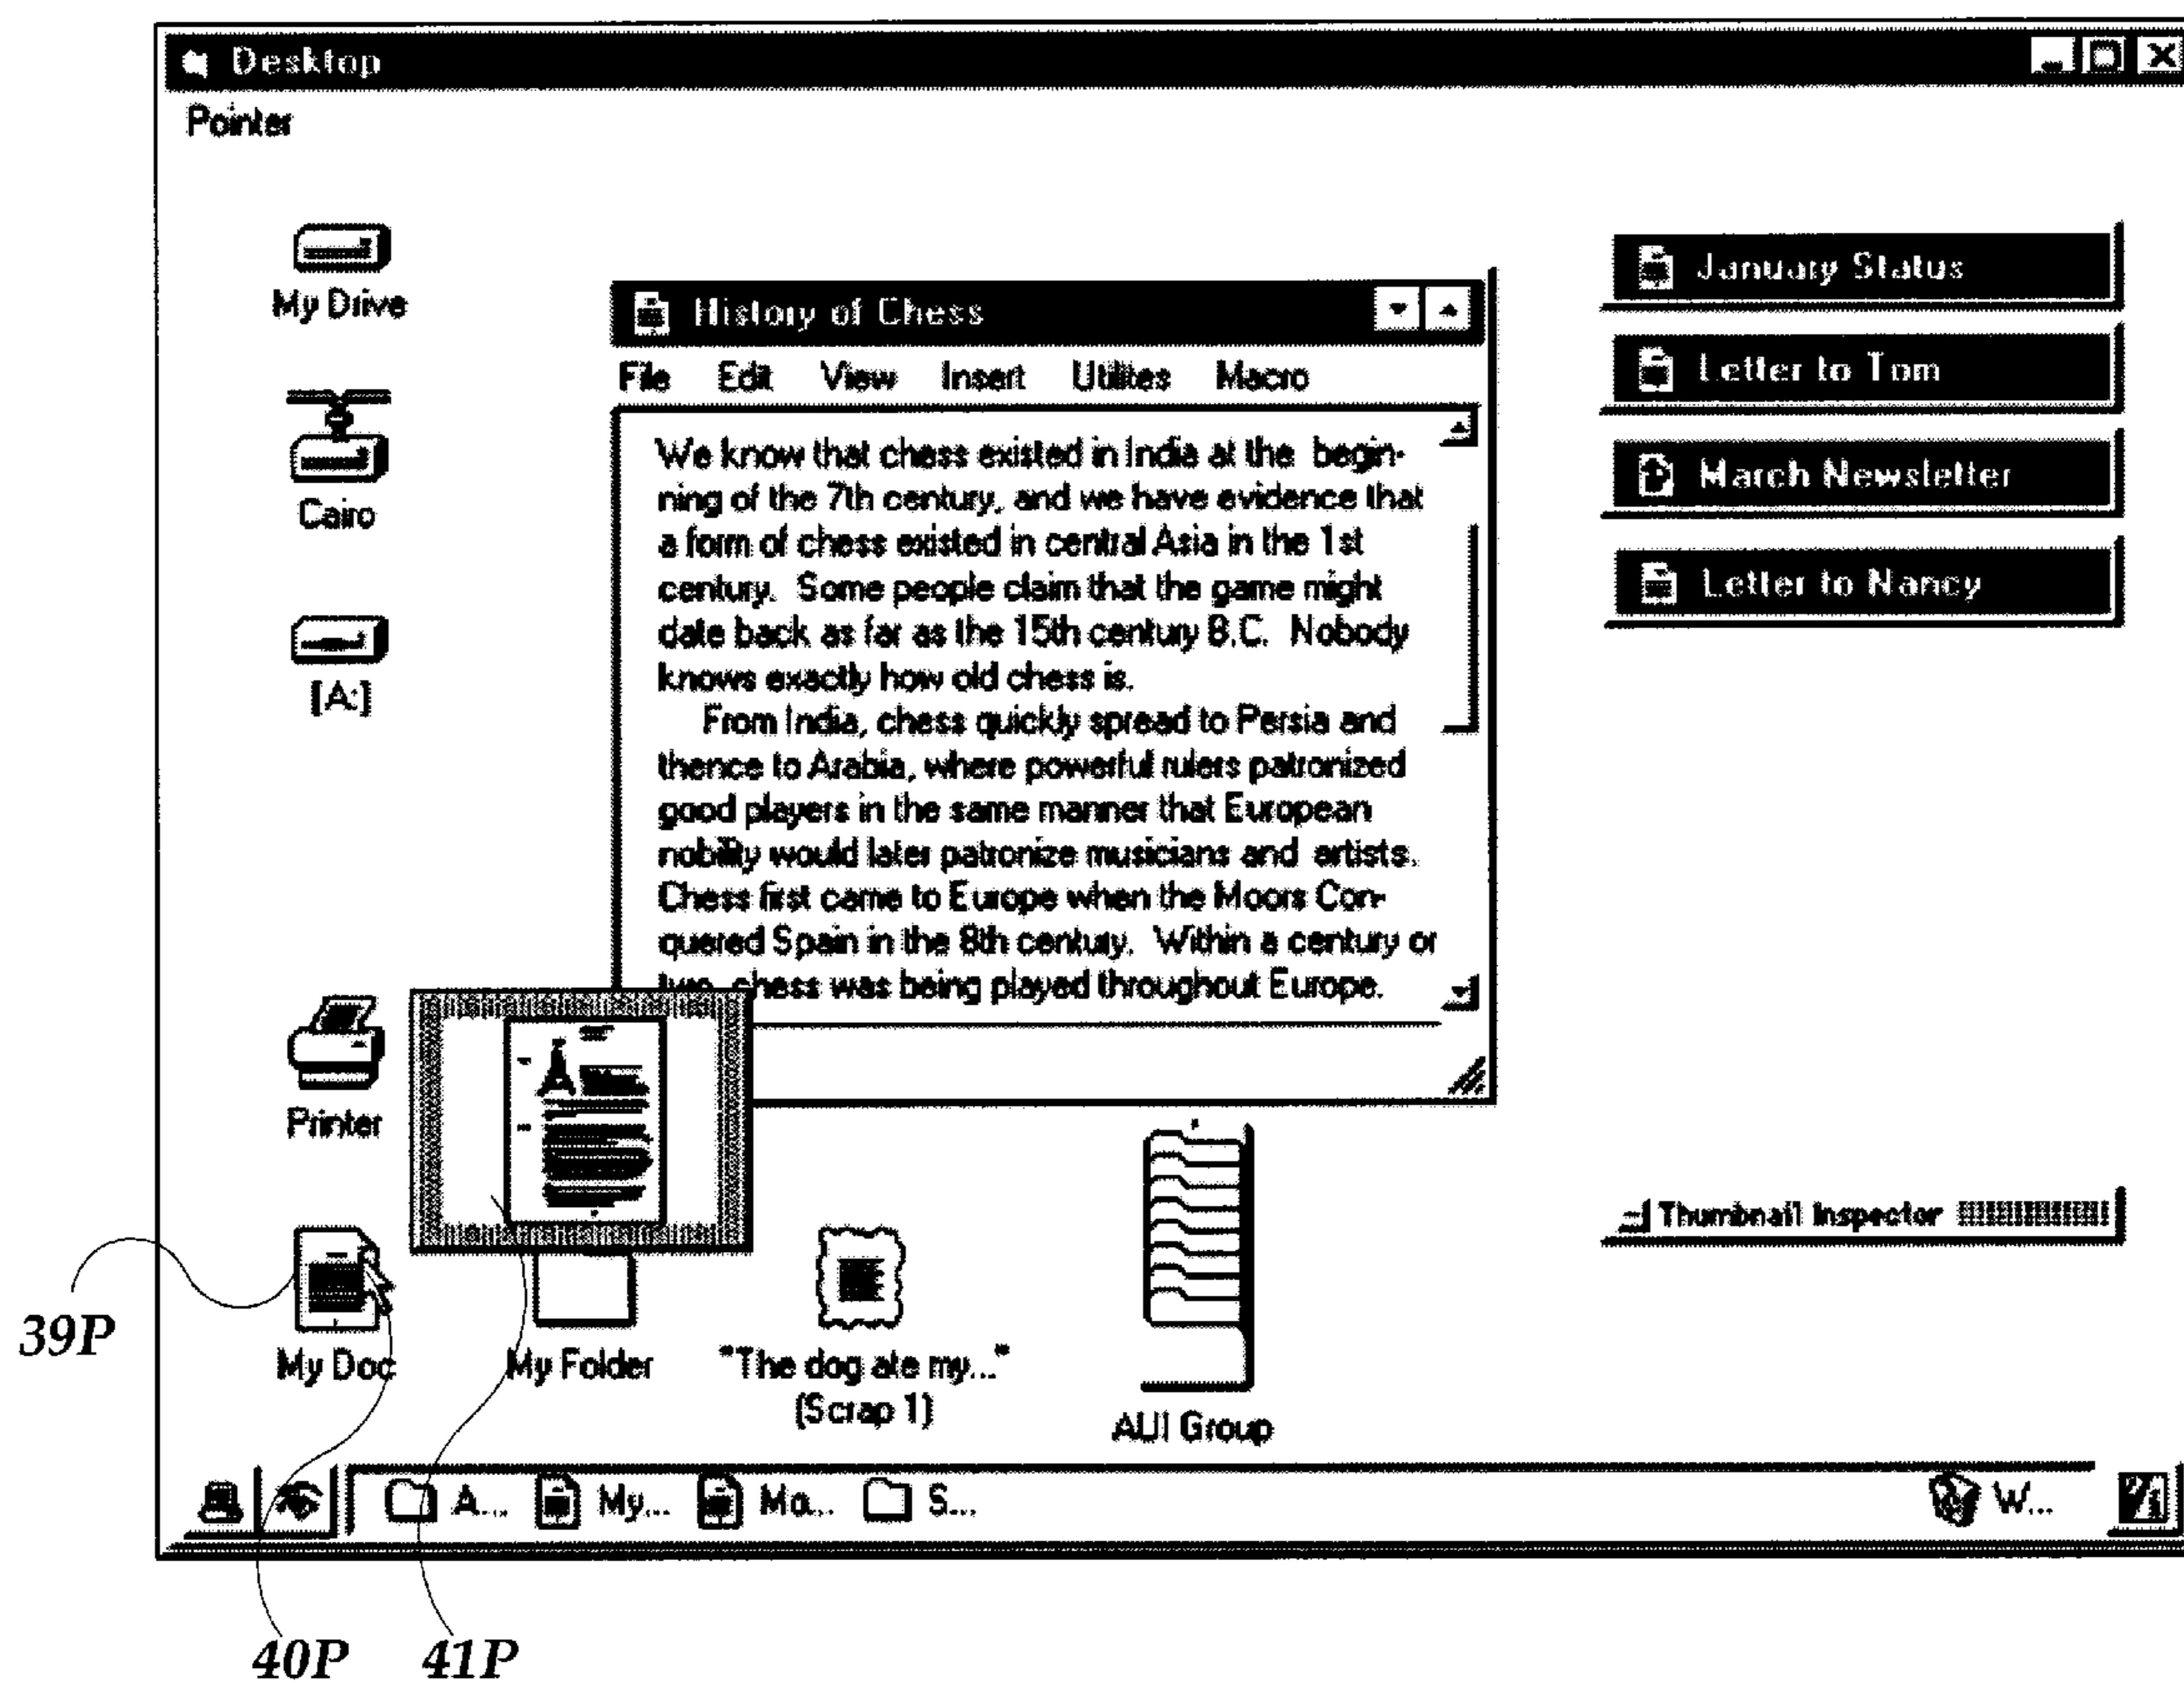 Desktop
Pointer
My Drive
Cairo
[A:]
Printer
My Doc
History of Chess
File Edit View Insert Utilites Macro
We know that chess existed in India at the begin-
ning of the 7th century, and we have evidence that
a form of chess existed in central Asia in the 1st
century. Some people claim that the game might
date back as far as the 15th century B.C. Nobody
knows exactly how old chess is.
From India, chess quickly spread to Persia and
thence to Arabia, where powerful rulers patronized
good players in the same manner that European
nobility would later patronize musicians and artists.
Chess first came to Europe when the Moors Con-
quered Spain in the 8th century. Within a century or
two, chess was being played throughout Europe.
January Status
Letter to Tom
March Newsletter
Letter to Nancy
Thumbnail Inspector
My Folder
"The dog ate my..."
(Scrap 1)
AUI Group
A... My... Ma... S... W...
39P
40P 41P